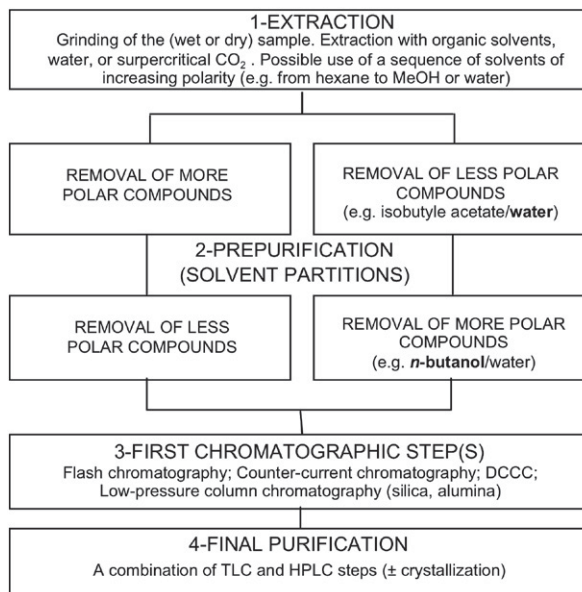 1-EXTRACTION
Grinding of the (wet or dry) sample. Extraction with organic solvents,
water, or surpercritical CO2 . Possible use of a sequence of solvents of
increasing polarity (e.g. from hexane to MeOH or water)
REMOVAL OF MORE
POLAR COMPOUNDS
REMOVAL OF LESS POLAR
COMPOUNDS
(e.g. isobutyle acetate/water)
2-PREPURIFICATION
(SOLVENT PARTITIONS)
REMOVAL OF LESS
POLAR COMPOUNDS
REMOVAL OF MORE POLAR
COMPOUNDS
(e.g. n-butanol/water)
3-FIRST CHROMATOGRAPHIC STEP(S)
Flash chromatography; Counter-current chromatography; DCCC;
Low-pressure column chromatography (silica, alumina)
4-FINAL PURIFICATION
A combination of TLC and HPLC steps (± crystallization)